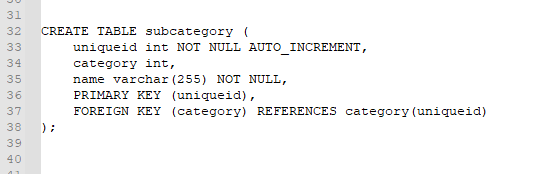 31
32 CREATE TABLE subcategory (
33 uniqueid int NOT NULL AUTO_INCREMENT,
34 category int,
35 name varchar(255) NOT NULL,
36 PRIMARY KEY (uniqueid),
37 FOREIGN KEY (category) REFERENCES category(uniqueid)
38 );
39
40